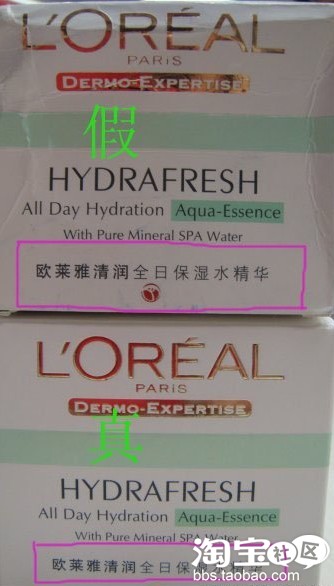 L'ORÉAL
PARIS
DERMO-EXPERTISE
假
HYDRAFRESH
All Day Hydration Aqua-Essence
With Pure Mineral SPA Water
欧莱雅清润全日保湿水精华
L'ORÉAL
PARIS
DERMO-EXPERTISE
真
HYDRAFRESH
All Day Hydration Aqua-Essence
With Pure Mineral SPA Water
欧莱雅清润全日保湿水精华
淘宝社区
bbs.taobao.com